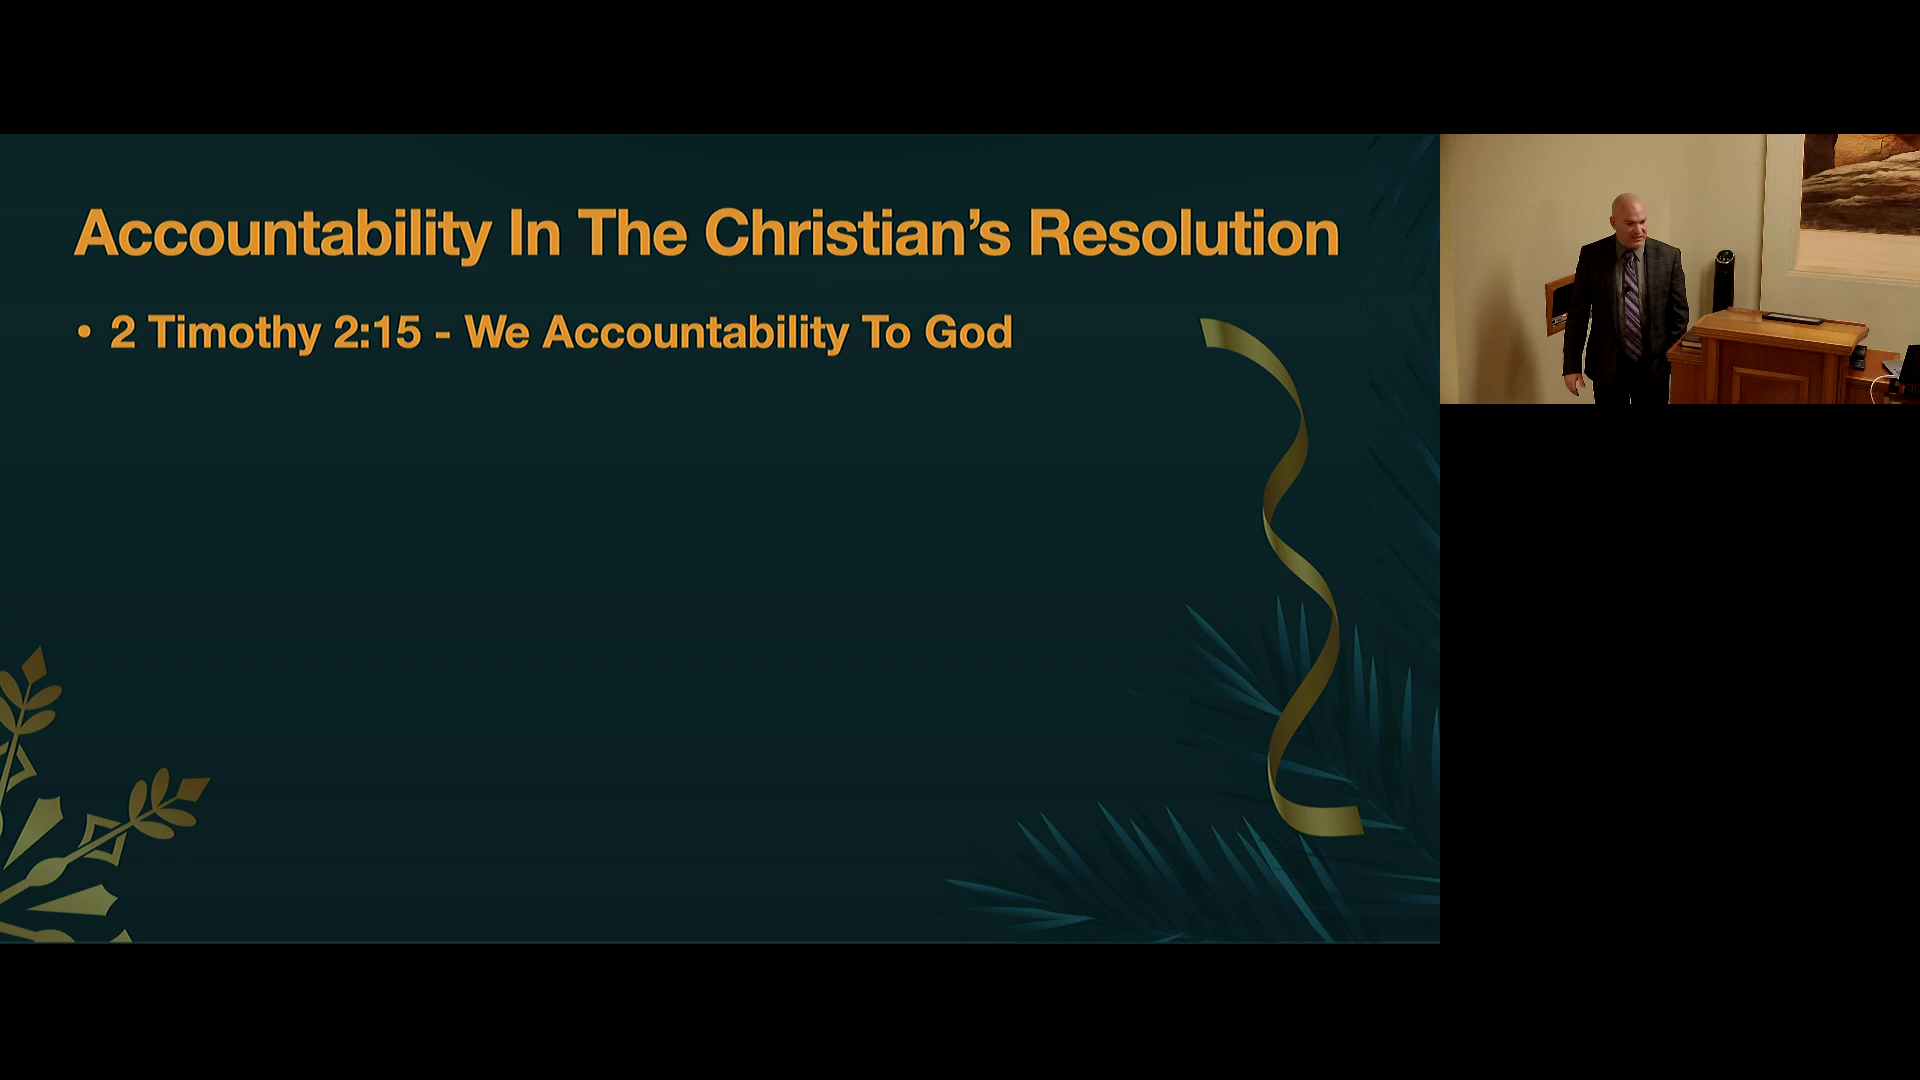 Accountability In The Christian’s Resolution
• 2 Timothy 2:15 - We Accountability To God